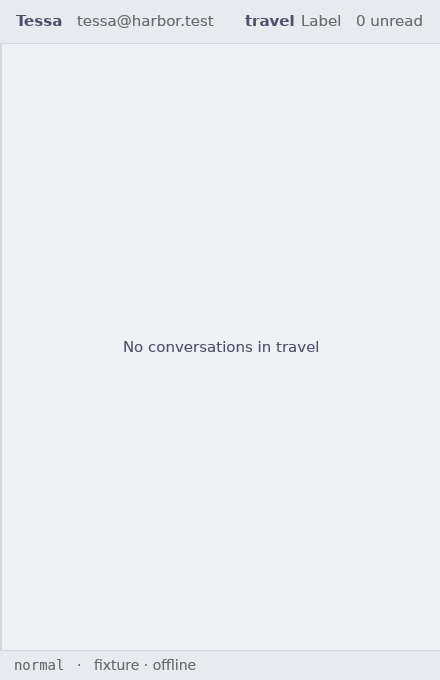 Tessa tessa@harbor.test travel Label 0 unread
No conversations in travel
normal · fixture · offline